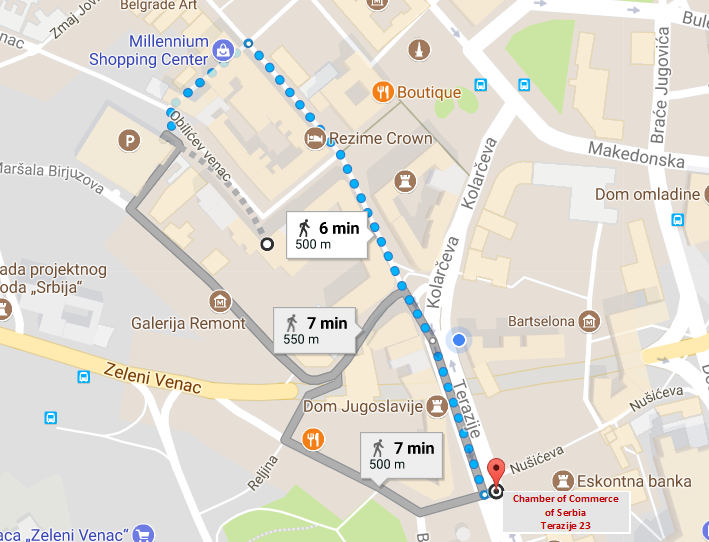 Belgrade Art
Zmaj Jov
enac
Millennium
Shopping Center
Bule
Boutique
Braće Jugovića
Obilićev venac
P
Rezime Crown
Kolarčeva
Makedonska
Maršala Birjuzova
Dom omladine
6 min
500 m
Kolarčeva
ada projektnog
oda „Srbija“
Galerija Remont
7 min
550 m
Bartselona
Zeleni Venac
Terazije
Dom Jugoslavije
Nušićeva
7 min
500 m
Reljina
Nušićeva
Eskontna banka
Chamber of Commerce
of Serbia
Terazije 23
aca „Zeleni Venac“
B